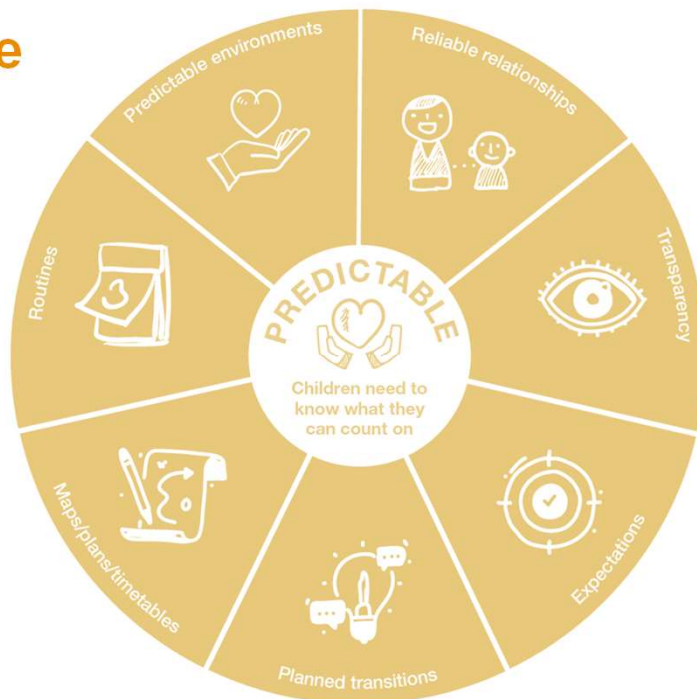 e
Predictable environments
Reliable relationships
Transparency
Expectations
Planned transitions
Maps/plans/timetables
Routines
PREDICTABLE
Children need to
know what they
can count on